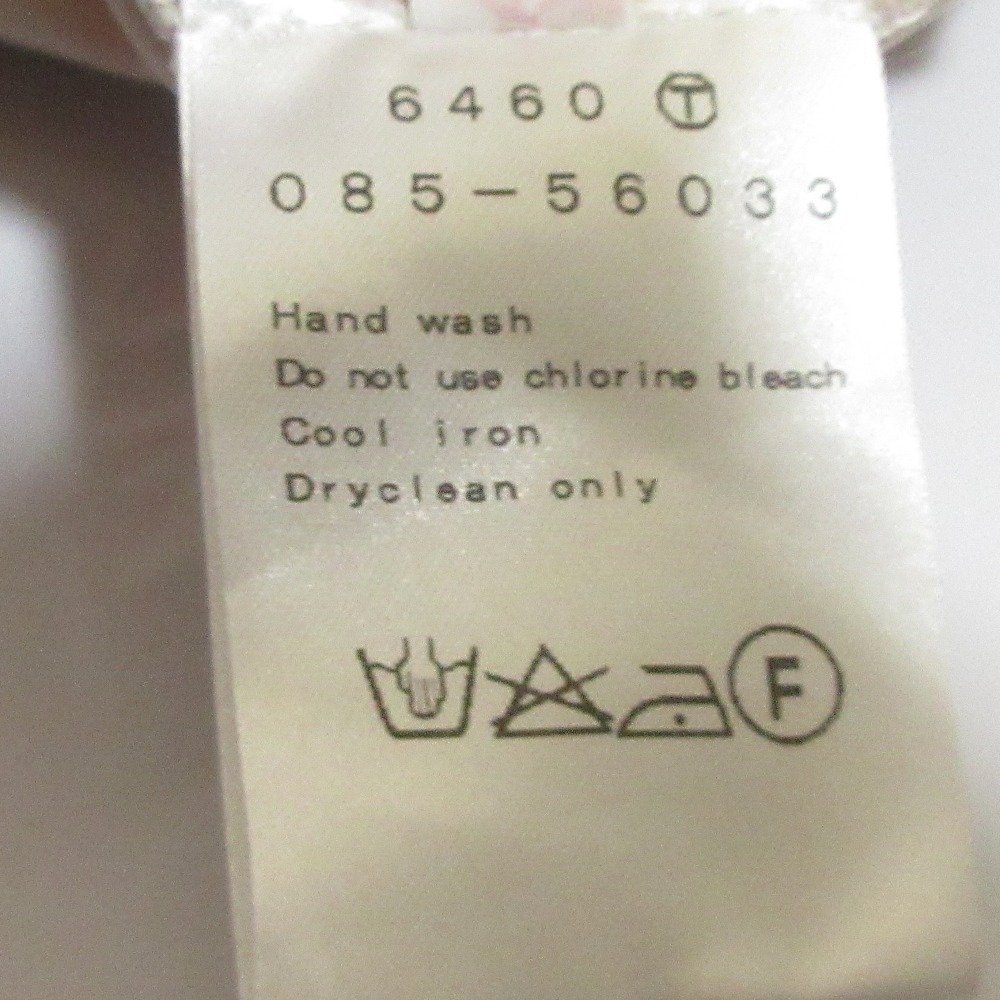 6460 Ⓣ
085-56033
Hand wash
Do not use chlorine bleach
Cool iron
Dryclean only
F